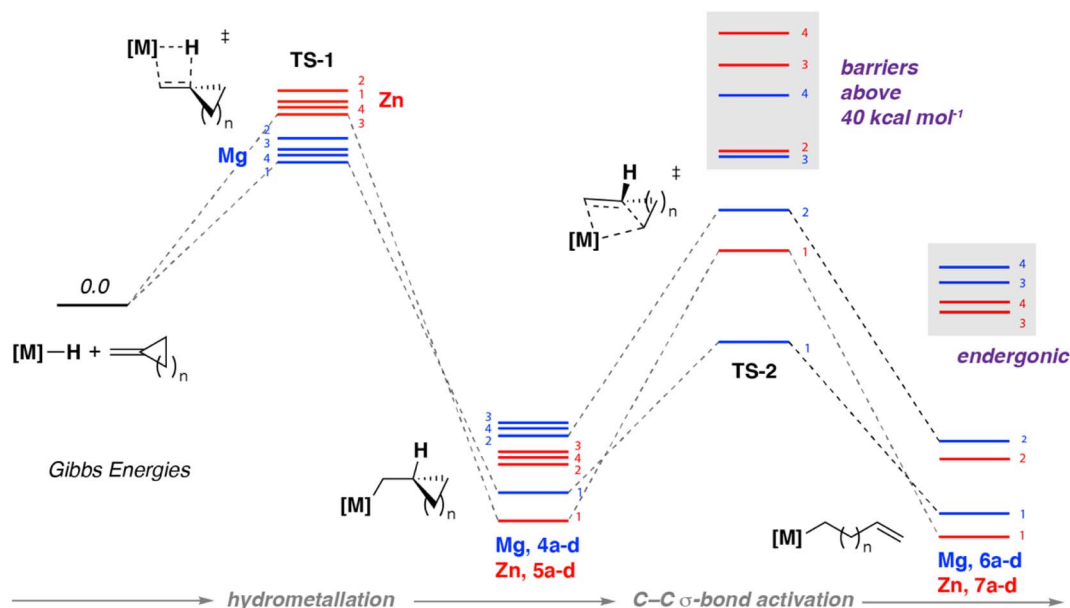 [M] H ‡
TS-1
n
2
1
4
3
Zn
2
3
4
1
Mg
4
3
4
2
3
barriers
above
40 kcal mol⁻¹
H ‡
n
[M]
2
1
0.0
[M]—H + n
1
TS-2
4
3
4
3
endergonic
Gibbs Energies
3
4
2
3
4
2
1
1
H
[M] n
2
2
1
1
[M] n
Mg, 4a-d
Zn, 5a-d
Mg, 6a-d
Zn, 7a-d
hydrometallation
C–C σ-bond activation